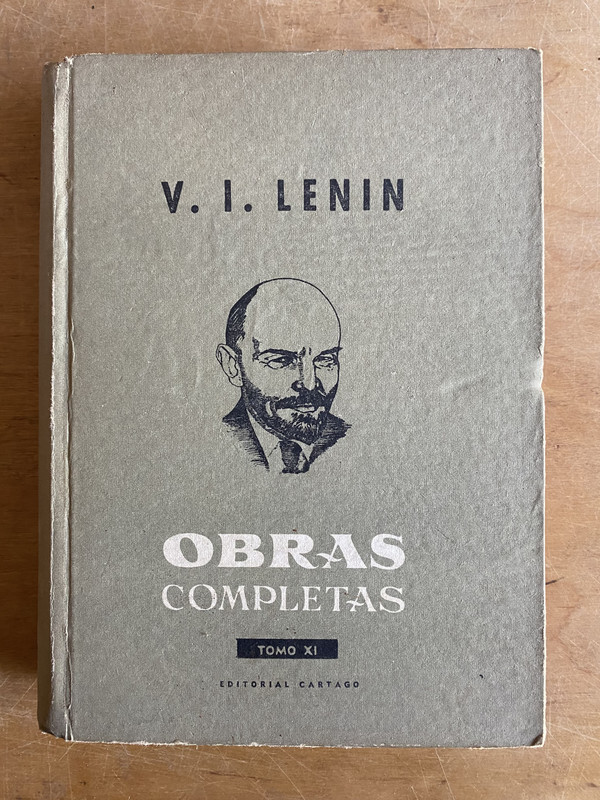 V. I. LENIN
OBRAS
COMPLETAS
TOMO XI
EDITORIAL CARTAGO